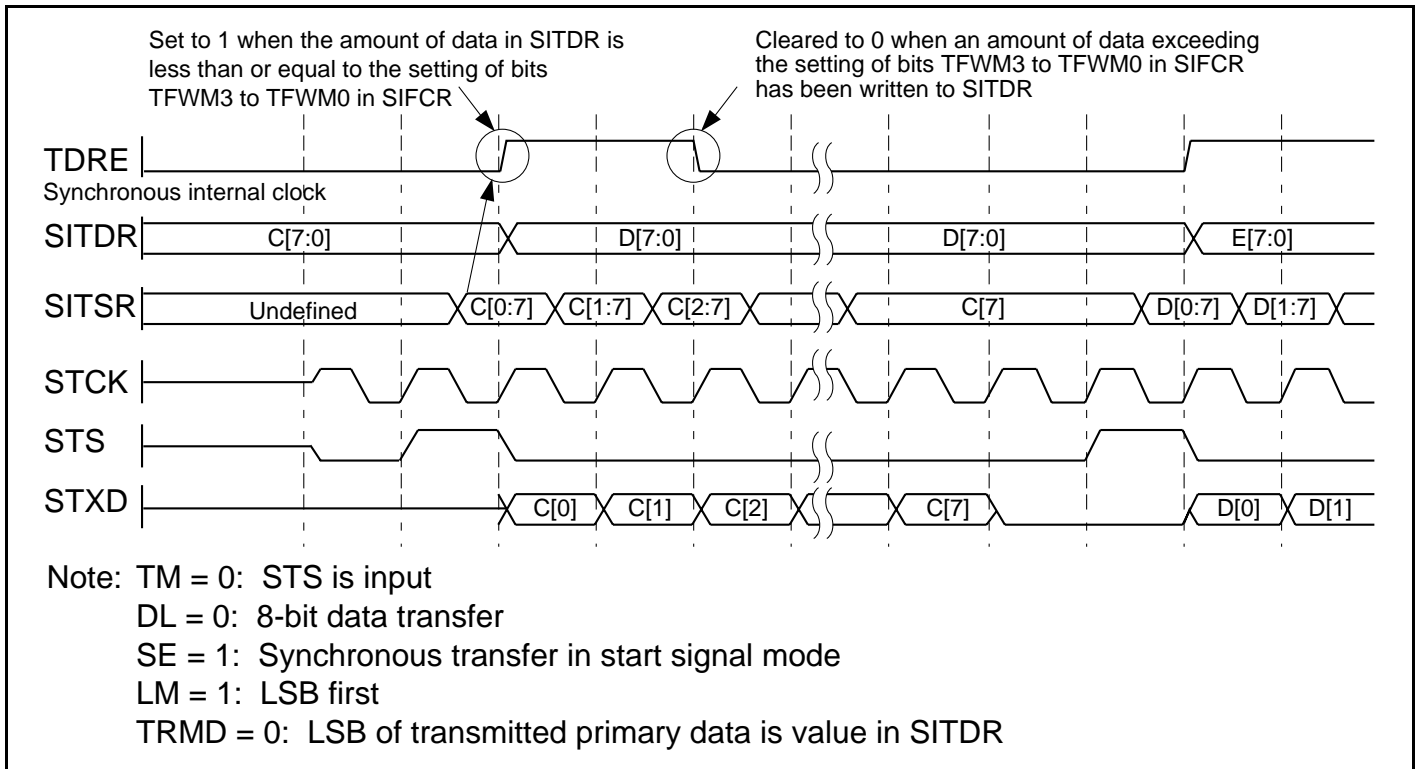 Set to 1 when the amount of data in SITDR is
less than or equal to the setting of bits
TFWM3 to TFWM0 in SIFCR
Cleared to 0 when an amount of data exceeding
the setting of bits TFWM3 to TFWM0 in SIFCR
has been written to SITDR
TDRE
Synchronous internal clock
SITDR C[7:0] D[7:0] D[7:0] E[7:0]
SITSR Undefined C[0:7] C[1:7] C[2:7] C[7] D[0:7] D[1:7]
STCK
STS
STXD C[0] C[1] C[2] C[7] D[0] D[1]
Note: TM = 0: STS is input
DL = 0: 8-bit data transfer
SE = 1: Synchronous transfer in start signal mode
LM = 1: LSB first
TRMD = 0: LSB of transmitted primary data is value in SITDR